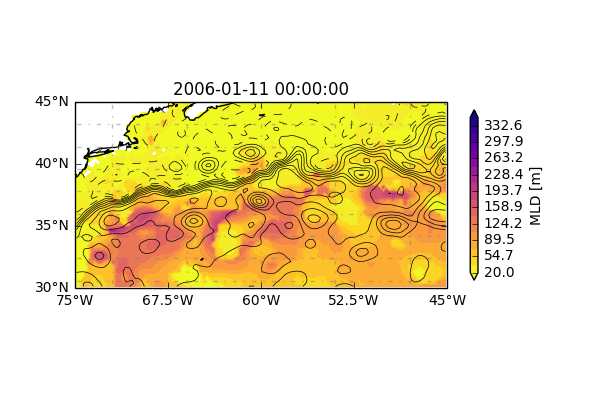 2006-01-11 00:00:00
45°N
40°N
35°N
30°N
75°W
67.5°W
60°W
52.5°W
45°W
332.6
297.9
263.2
228.4
193.7
158.9
124.2
89.5
54.7
20.0
MLD [m]